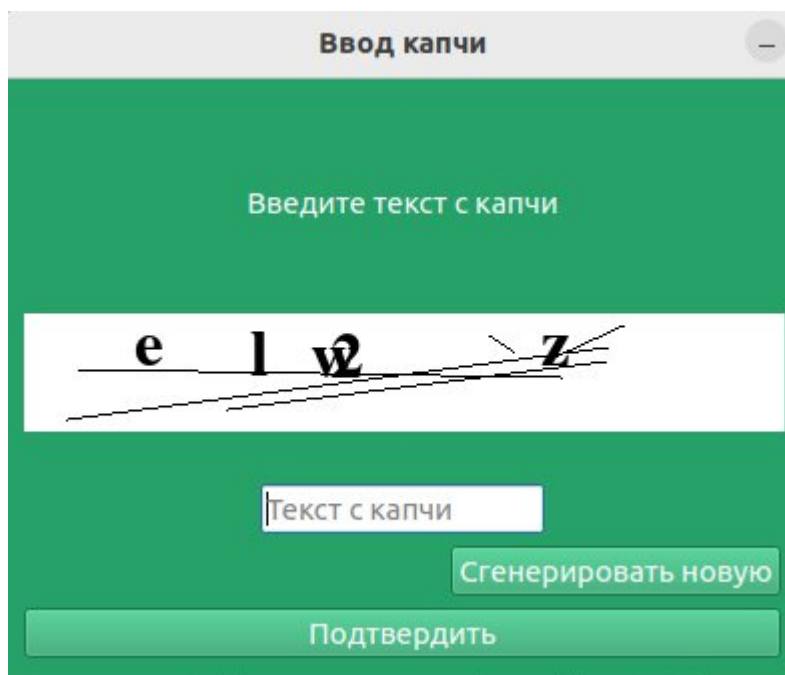 Ввод капчи
Введите текст с капчи
e l w2 z
Текст с капчи
Сгенерировать новую
Подтвердить